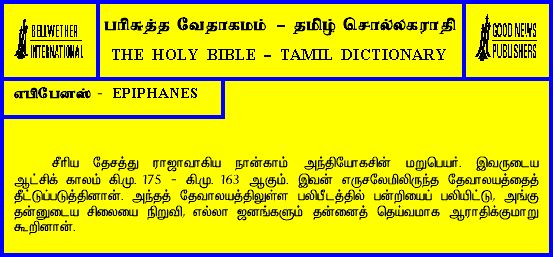 BELLWETHER
INTERNATIONAL
பரிசுத்த வேதாகமம் – தமிழ் சொல்லகராதி
THE HOLY BIBLE – TAMIL DICTIONARY
GOOD NEWS
PUBLISHERS
எபிபேனஸ் - EPIPHANES
சீரிய தேசத்து ராஜாவாகிய நான்காம் அந்தியோகசின் மறுபெயர். இவருடைய
ஆட்சிக் காலம் கி.மு. 175 – கி.மு. 163 ஆகும். இவன் எருசலேமிலிருந்த தேவாலயத்தைத்
தீட்டுப்படுத்தினான். அந்தத் தேவாலயத்திலுள்ள பலிபீடத்தில் பன்றியைப் பலியிட்டு, அங்கு
தன்னுடைய சிலையை நிறுவி, எல்லா ஜனங்களும் தன்னைத் தெய்வமாக ஆராதிக்குமாறு
கூறினான்.